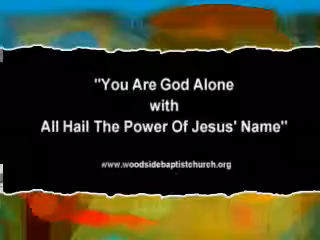 "You Are God Alone
with
All Hail The Power Of Jesus' Name"
www.woodsidebaptistchurch.org